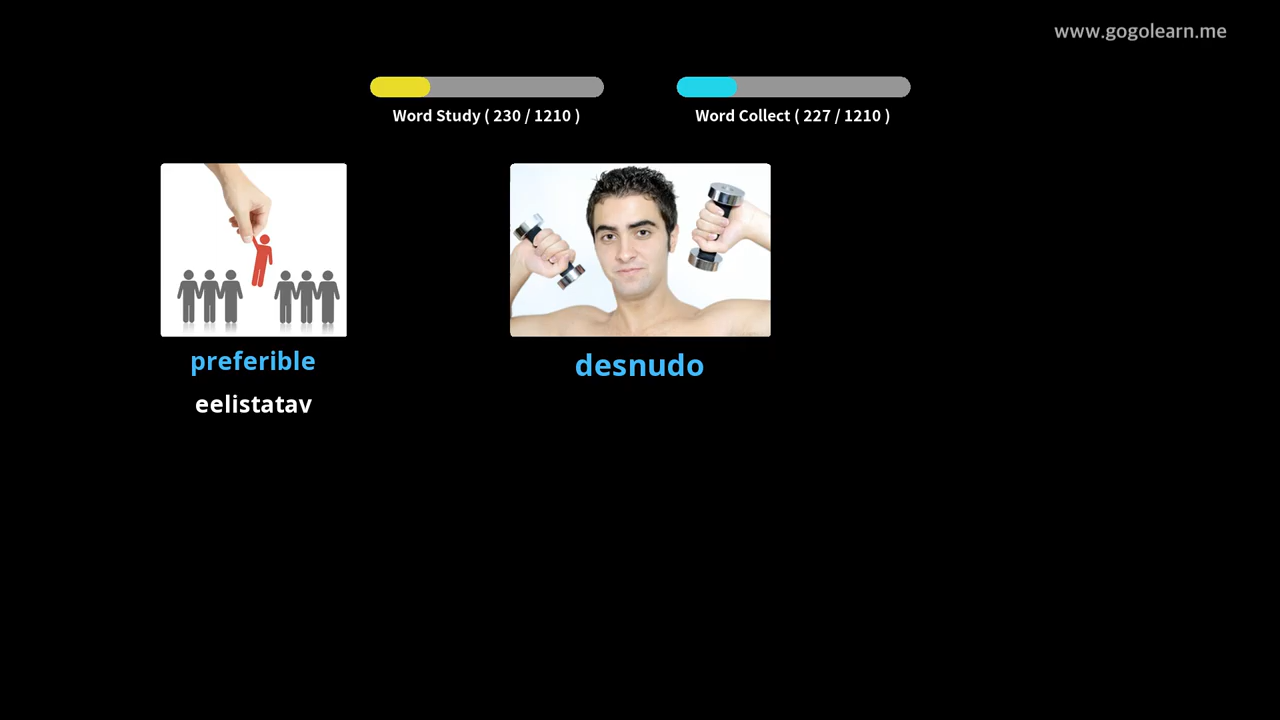 www.gogolearn.me
Word Study ( 230 / 1210 )
Word Collect ( 227 / 1210 )
preferible
eelistatav
desnudo